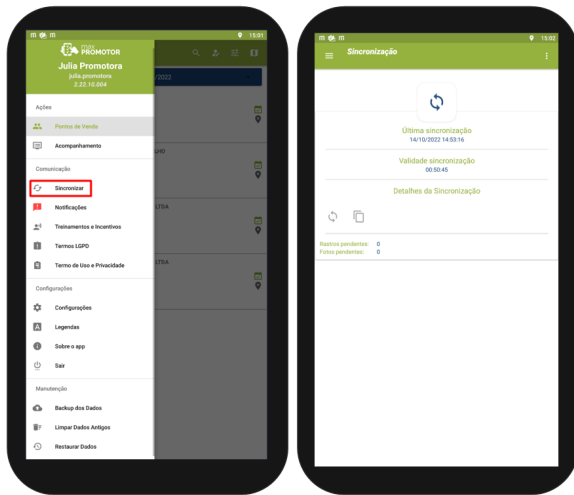 15:01
max
PROMOTOR
Julia Promotora
julia.promotora
2.22.10.004
/2022
Ações
Pontos de Venda
Acompanhamento
LHO
Comunicação
Sincronizar
Notificações
LTDA
Treinamentos e Incentivos
Termos LGPD
Termo de Uso e Privacidade
LTDA
Configurações
Configurações
Legendas
Sobre o app
Sair
Manutenção
Backup dos Dados
Limpar Dados Antigos
Restaurar Dados
15:02
Sincronização
Última sincronização
14/10/2022 14:53:16
Validade sincronização
00:50:45
Detalhes da Sincronização
Rastros pendentes: 0
Fotos pendentes: 0